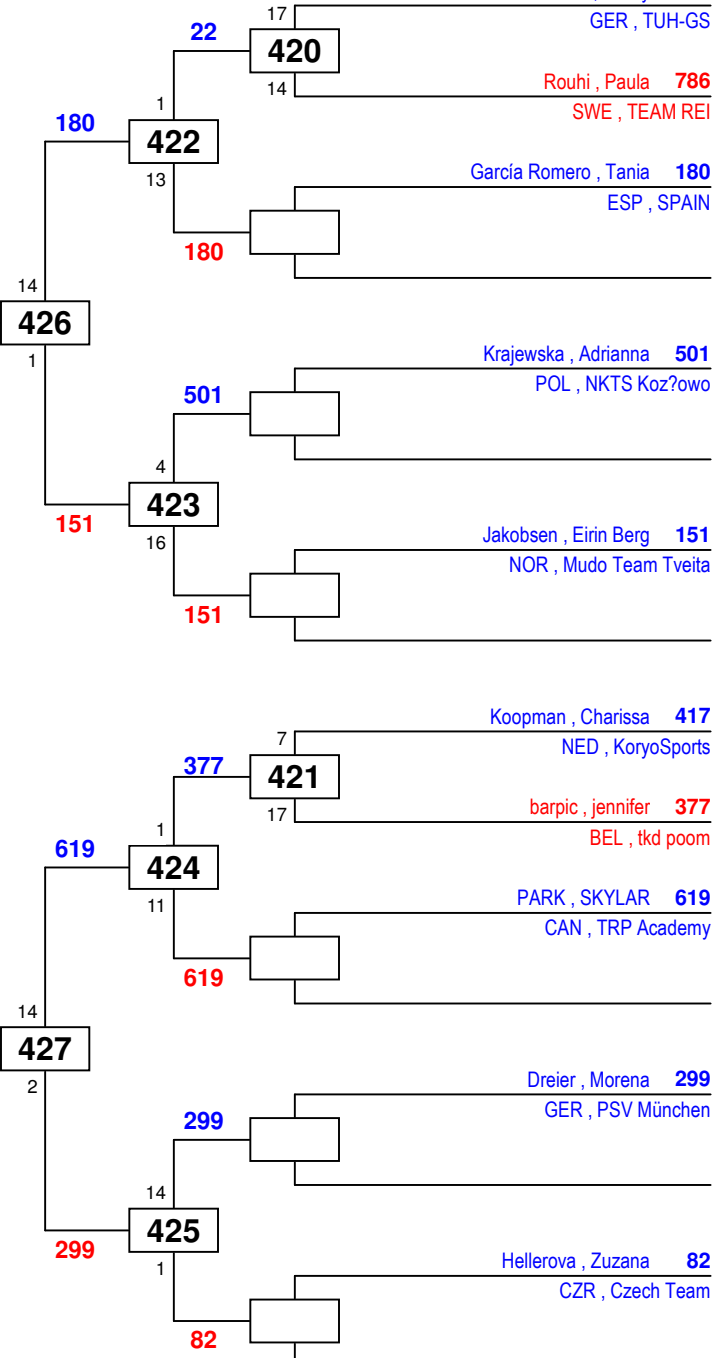 17
22
GER , TUH-GS
420
14
Rouhi , Paula 786
SWE , TEAM REI
1
180
422
13
García Romero , Tania 180
ESP , SPAIN
180
14
426
1
Krajewska , Adrianna 501
POL , NKTS Koz?owo
501
4
423
151
16
Jakobsen , Eirin Berg 151
NOR , Mudo Team Tveita
151
Koopman , Charissa 417
NED , KoryoSports
7
377
421
17
barpic , jennifer 377
BEL , tkd poom
1
619
424
11
PARK , SKYLAR 619
CAN , TRP Academy
619
14
427
2
Dreier , Morena 299
GER , PSV München
299
14
425
299
1
Hellerova , Zuzana 82
CZR , Czech Team
82